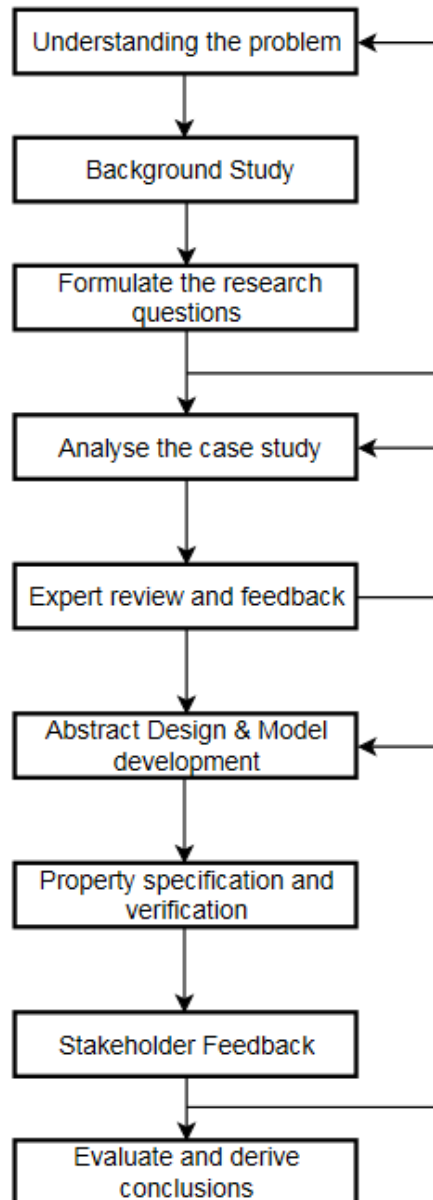 Understanding the problem
Background Study
Formulate the research
questions
Analyse the case study
Expert review and feedback
Abstract Design & Model
development
Property specification and
verification
Stakeholder Feedback
Evaluate and derive
conclusions